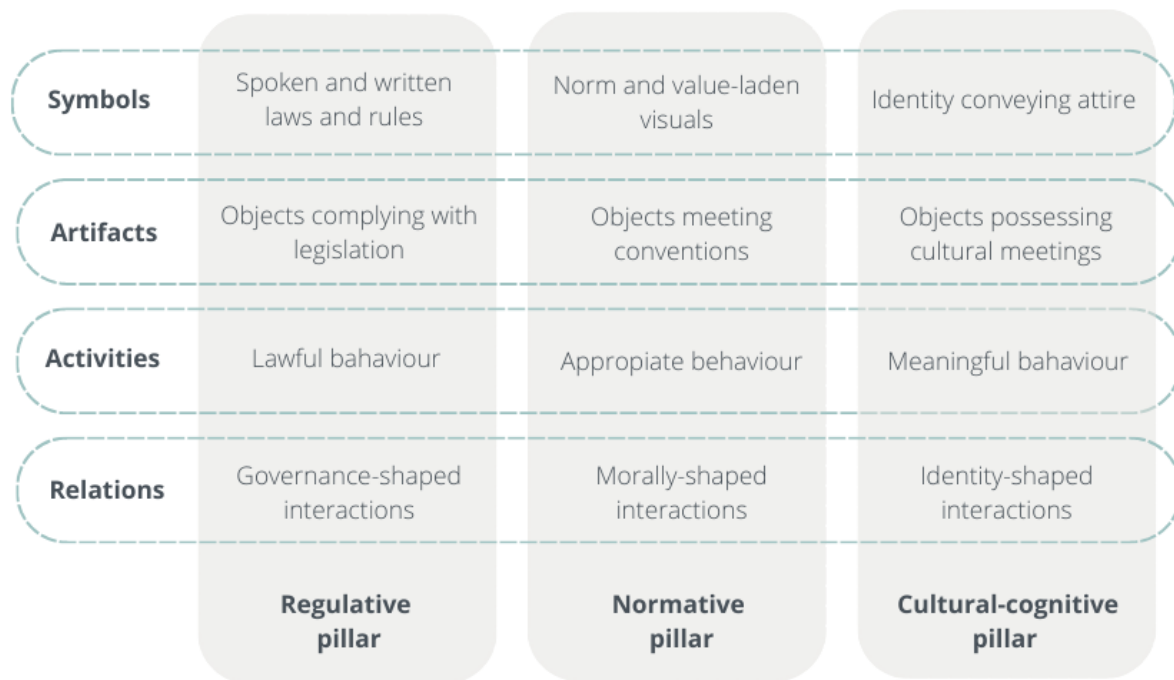 Symbols
Spoken and written
laws and rules
Norm and value-laden
visuals
Identity conveying attire
Artifacts
Objects complying with
legislation
Objects meeting
conventions
Objects possessing
cultural meetings
Activities
Lawful bahaviour
Appropiate behaviour
Meaningful bahaviour
Relations
Governance-shaped
interactions
Morally-shaped
interactions
Identity-shaped
interactions
Regulative
pillar
Normative
pillar
Cultural-cognitive
pillar